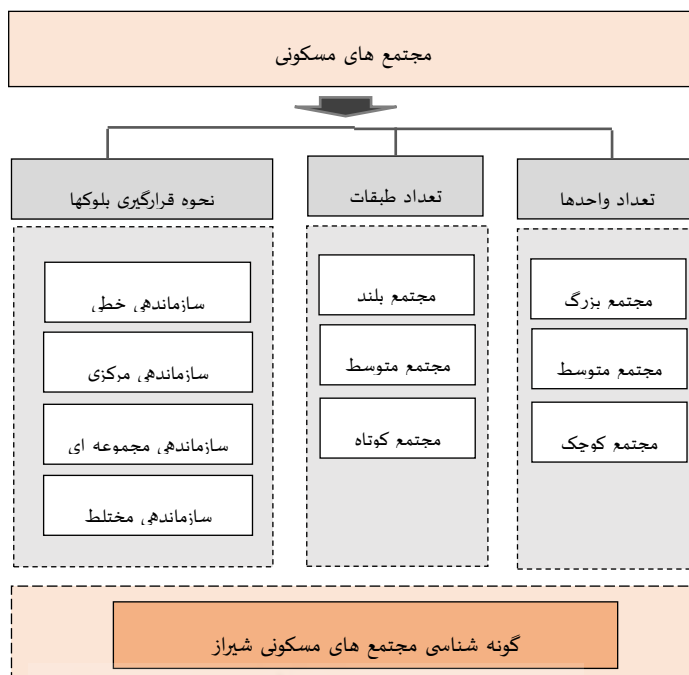 مجتمع های مسکونی
تعداد واحدها
مجتمع بزرگ
مجتمع متوسط
مجتمع کوچک
تعداد طبقات
مجتمع بلند
مجتمع متوسط
مجتمع کوتاه
نحوه قرارگیری بلوکها
سازماندهی خطی
سازماندهی مرکزی
سازماندهی مجموعه ای
سازماندهی مختلط
گونه شناسی مجتمع های مسکونی شیراز